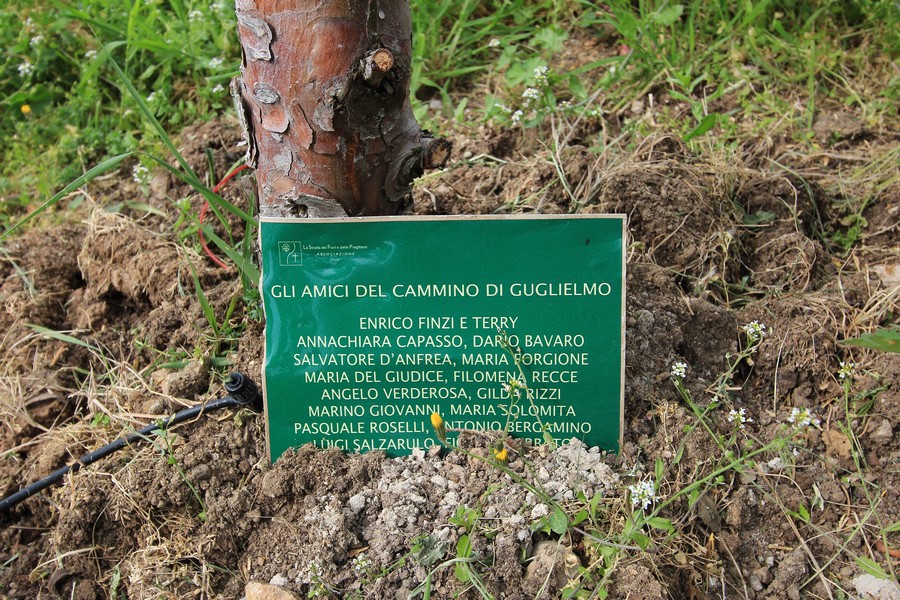 La Strada dei Fiori e delle Preghiere
ASSOCIAZIONE
GLI AMICI DEL CAMMINO DI GUGLIELMO
ENRICO FINZI E TERRY
ANNACHIARA CAPASSO, DARIO BAVARO
SALVATORE D'ANFREA, MARIA FORGIONE
MARIA DEL GIUDICE, FILOMENA RECCE
ANGELO VERDEROSA, GILDA RIZZI
MARINO GIOVANNI, MARIA SOLOMITA
PASQUALE ROSELLI, ANTONIO BERGAMINO
LUIGI SALZARULO,